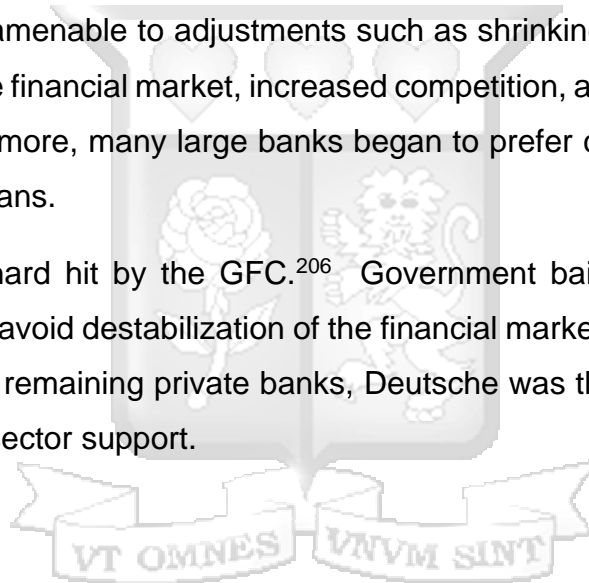 amenable to adjustments such as shrinking
e financial market, increased competition, a
more, many large banks began to prefer
ans.
hard hit by the GFC.206 Government bai
avoid destabilization of the financial marke
remaining private banks, Deutsche was th
sector support.
VT OMNES VNVM SINT